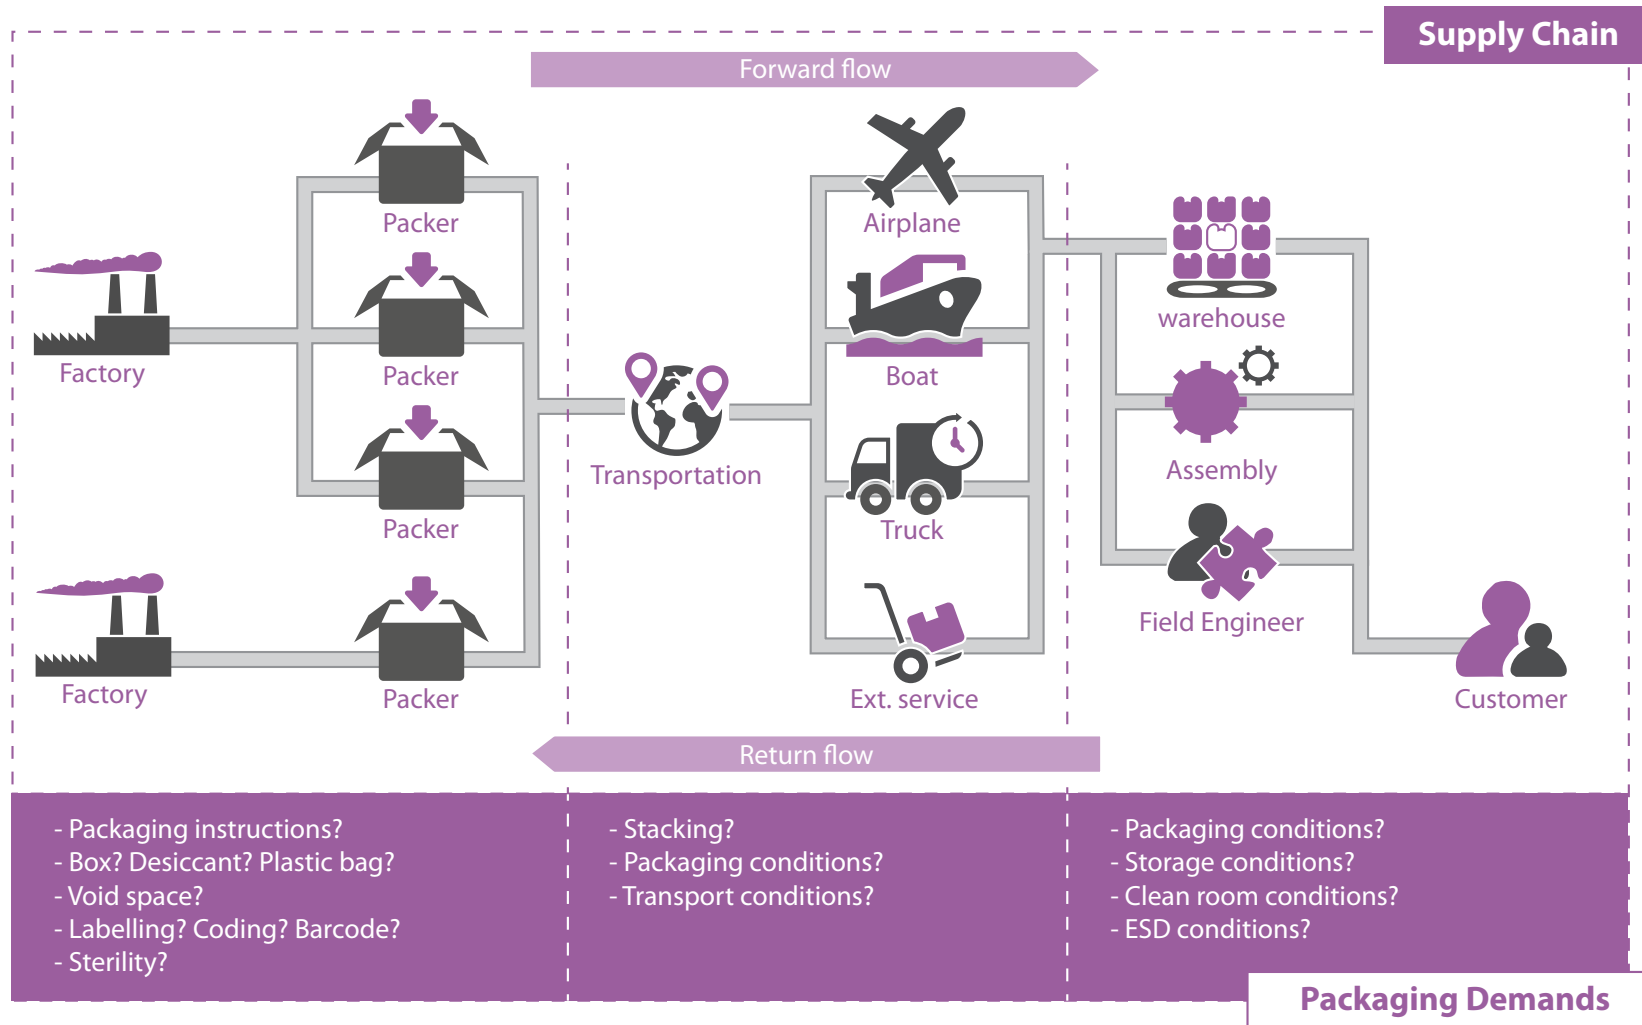 Supply Chain
Forward flow
Packer
Airplane
warehouse
Factory
Packer
Boat
Transportation
Assembly
Packer
Truck
Field Engineer
Factory
Packer
Ext. service
Customer
Return flow
- Packaging instructions?
- Box? Desiccant? Plastic bag?
- Void space?
- Labelling? Coding? Barcode?
- Sterility?
- Stacking?
- Packaging conditions?
- Transport conditions?
- Packaging conditions?
- Storage conditions?
- Clean room conditions?
- ESD conditions?
Packaging Demands